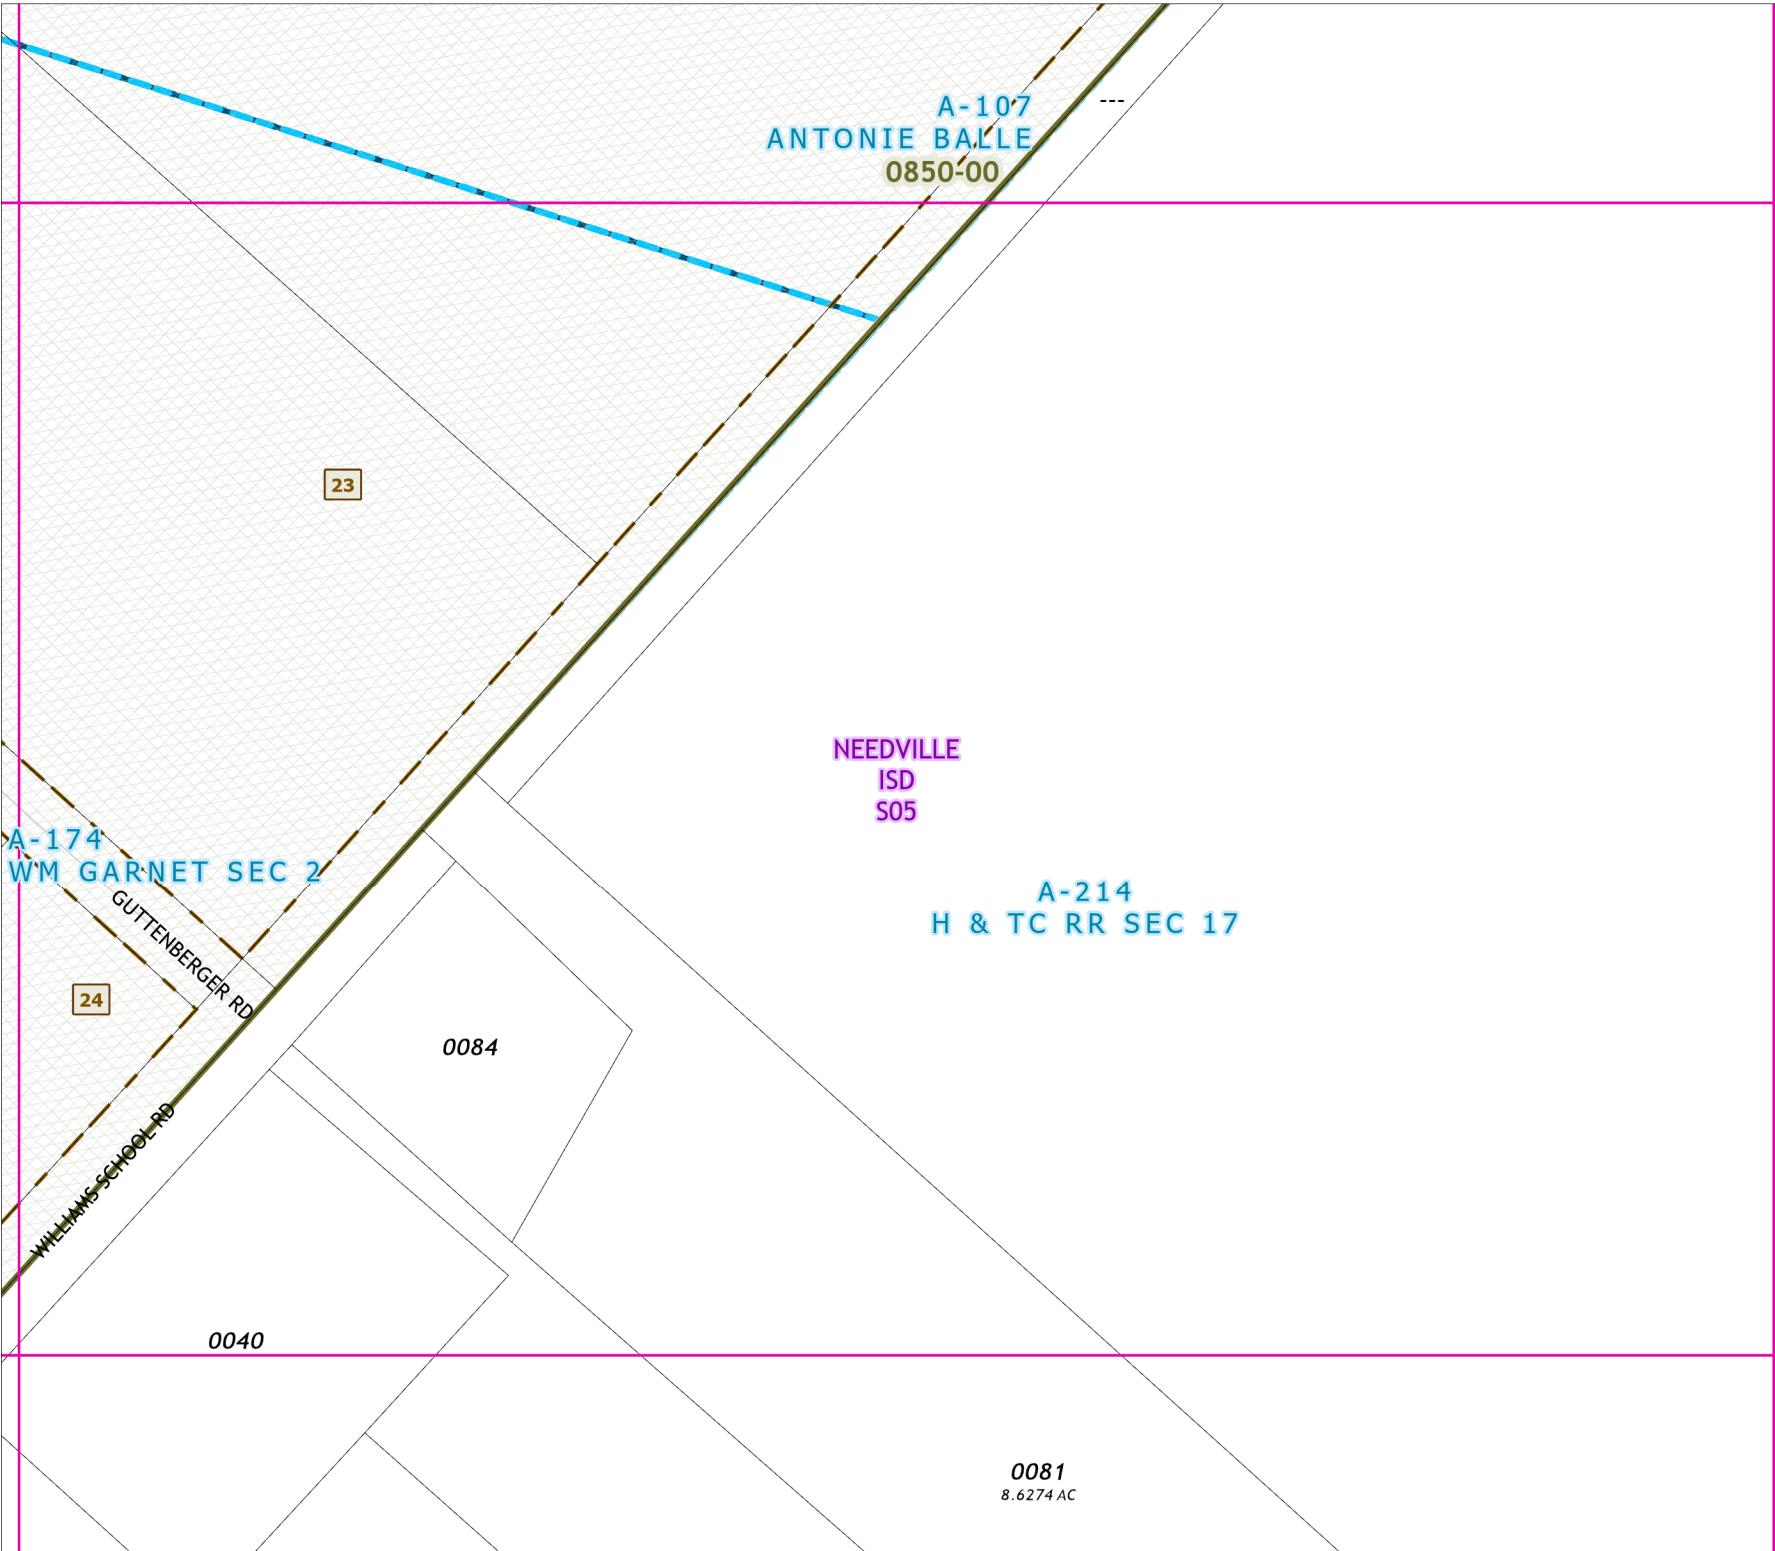 ---
A-107
ANTONIE BALLE
0850-00
23
NEEDVILLE
ISD
S05
A-174
WM GARNET SEC 2
A-214
H & TC RR SEC 17
GUTTENBERGER RD
24
0084
WILLIAMS SCHOOL RD
0040
0081
8.6274 AC